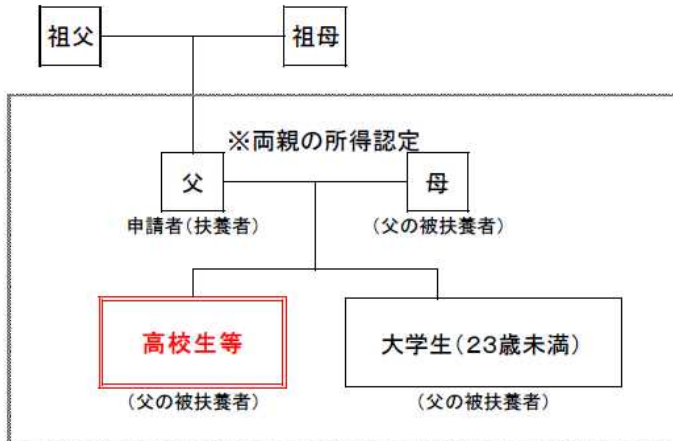 祖父
祖母
※両親の所得認定
父
母
申請者(扶養者)
(父の被扶養者)
高校生等
大学生(23歳未満)
(父の被扶養者)
(父の被扶養者)